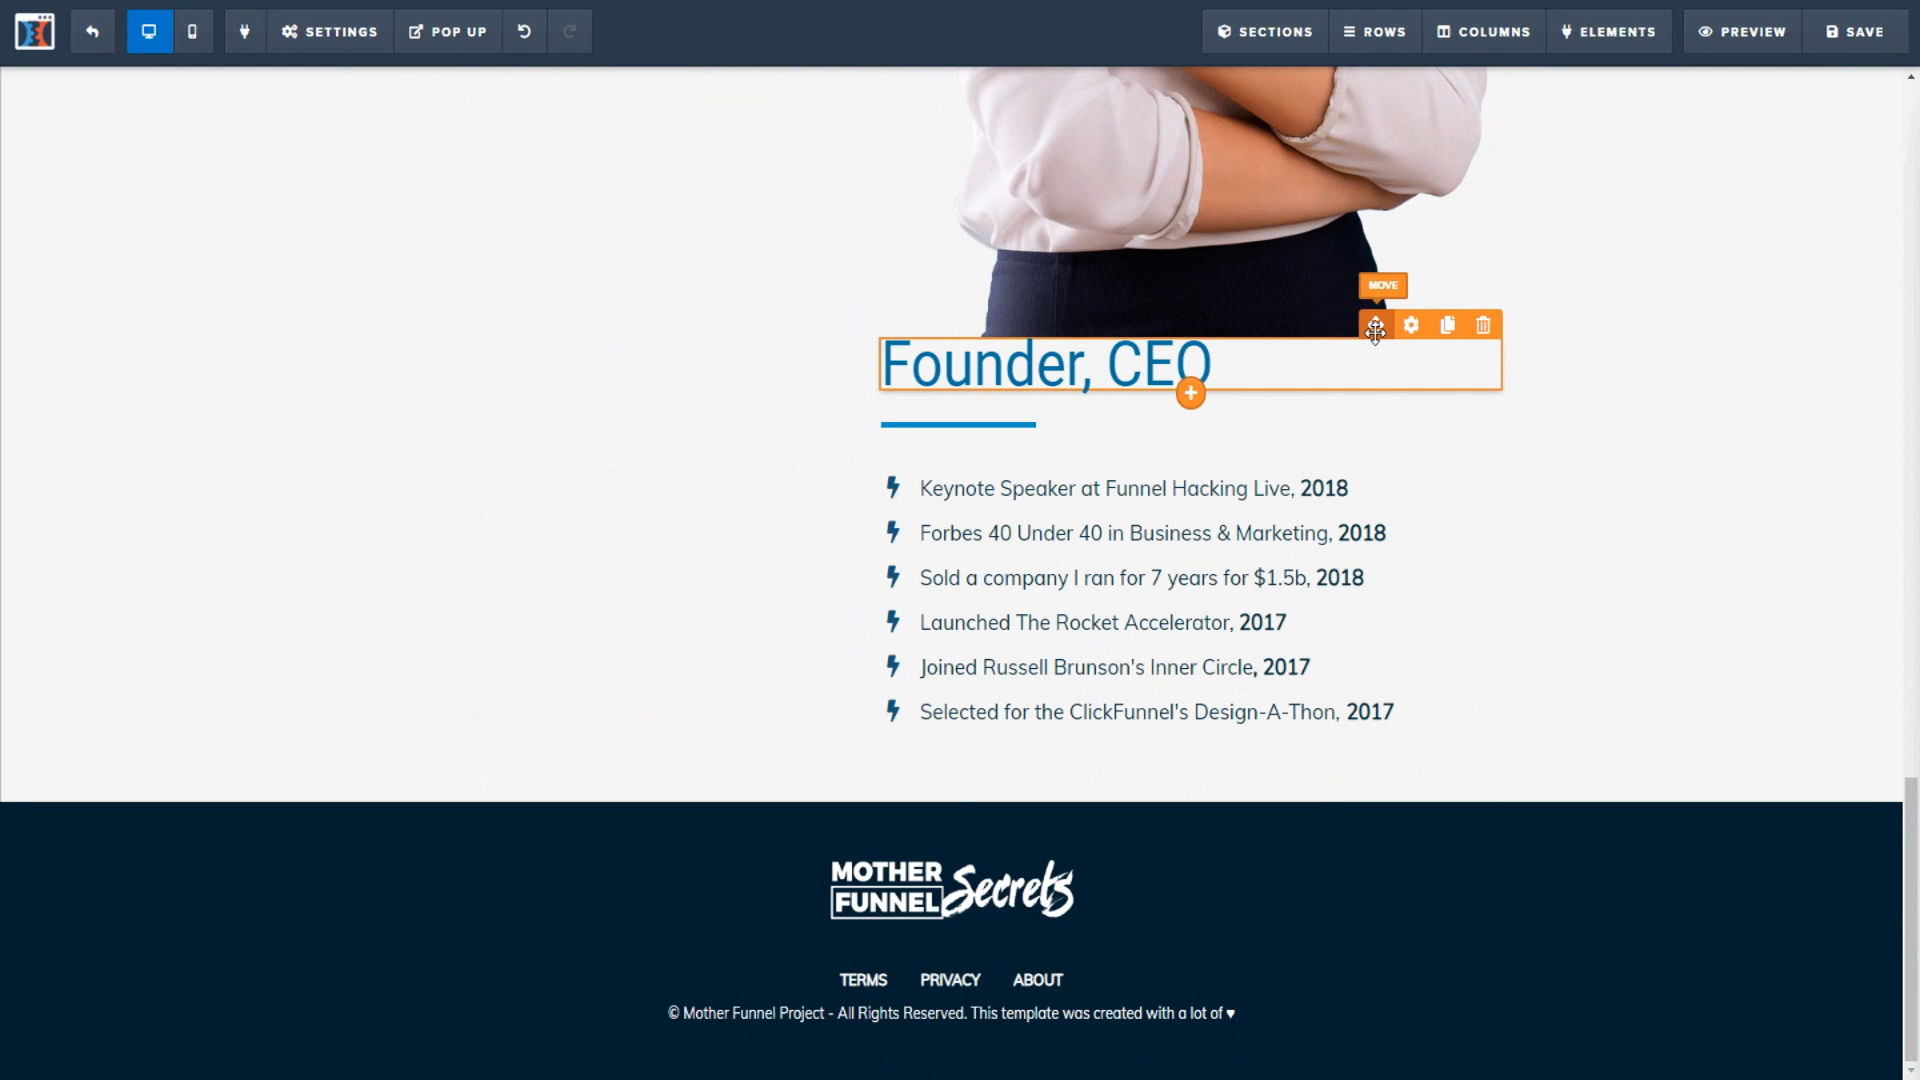 SETTINGS
POP UP
SECTIONS
ROWS
COLUMNS
ELEMENTS
PREVIEW
SAVE
MOVE
Founder, CEO
Keynote Speaker at Funnel Hacking Live, 2018
Forbes 40 Under 40 in Business & Marketing, 2018
Sold a company I ran for 7 years for $1.5b, 2018
Launched The Rocket Accelerator, 2017
Joined Russell Brunson's Inner Circle, 2017
Selected for the ClickFunnel's Design-A-Thon, 2017
MOTHER
FUNNEL Secrets
TERMS PRIVACY ABOUT
© Mother Funnel Project - All Rights Reserved. This template was created with a lot of ♥